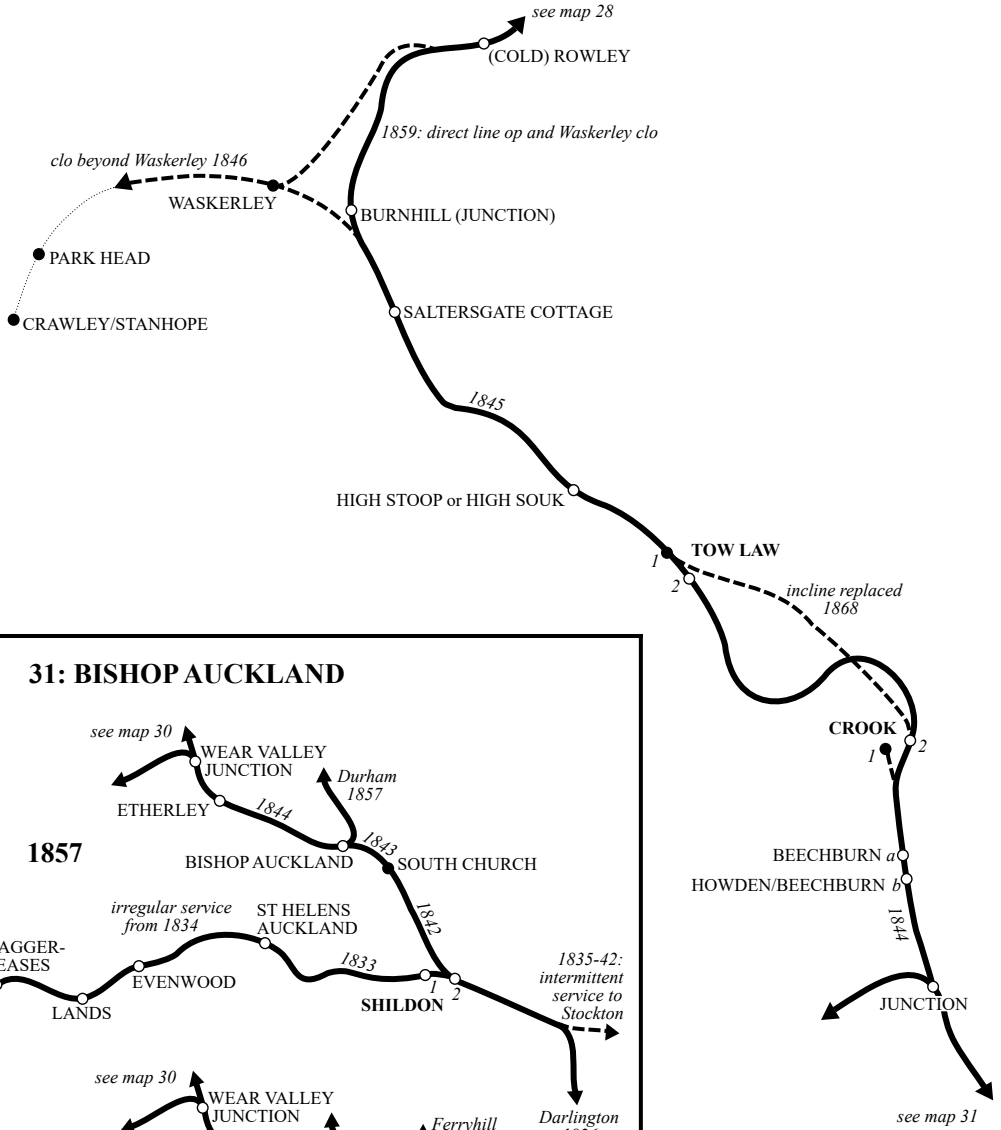 see map 28
(COLD) ROWLEY
1859: direct line op and Waskerley clo
clo beyond Waskerley 1846
WASKERLEY
BURNHILL (JUNCTION)
PARK HEAD
SALTERSGATE COTTAGE
CRAWLEY/STANHOPE
1845
HIGH STOOP or HIGH SOUK
1
TOW LAW
2
incline replaced
1868
CROOK
1
2
BEECHBURN a
HOWDEN/BEECHBURN b
1844
JUNCTION
see map 31
31: BISHOP AUCKLAND
see map 30
WEAR VALLEY
JUNCTION
Durham
1857
ETHERLEY
1844
1857
BISHOP AUCKLAND
1843
SOUTH CHURCH
irregular service
from 1834
ST HELENS
AUCKLAND
1842
AGGER-
EASES
EVENWOOD
1833
LANDS
1
SHILDON
2
1835-42:
intermittent
service to
Stockton
see map 30
WEAR VALLEY
JUNCTION
Ferryhill
Darlington